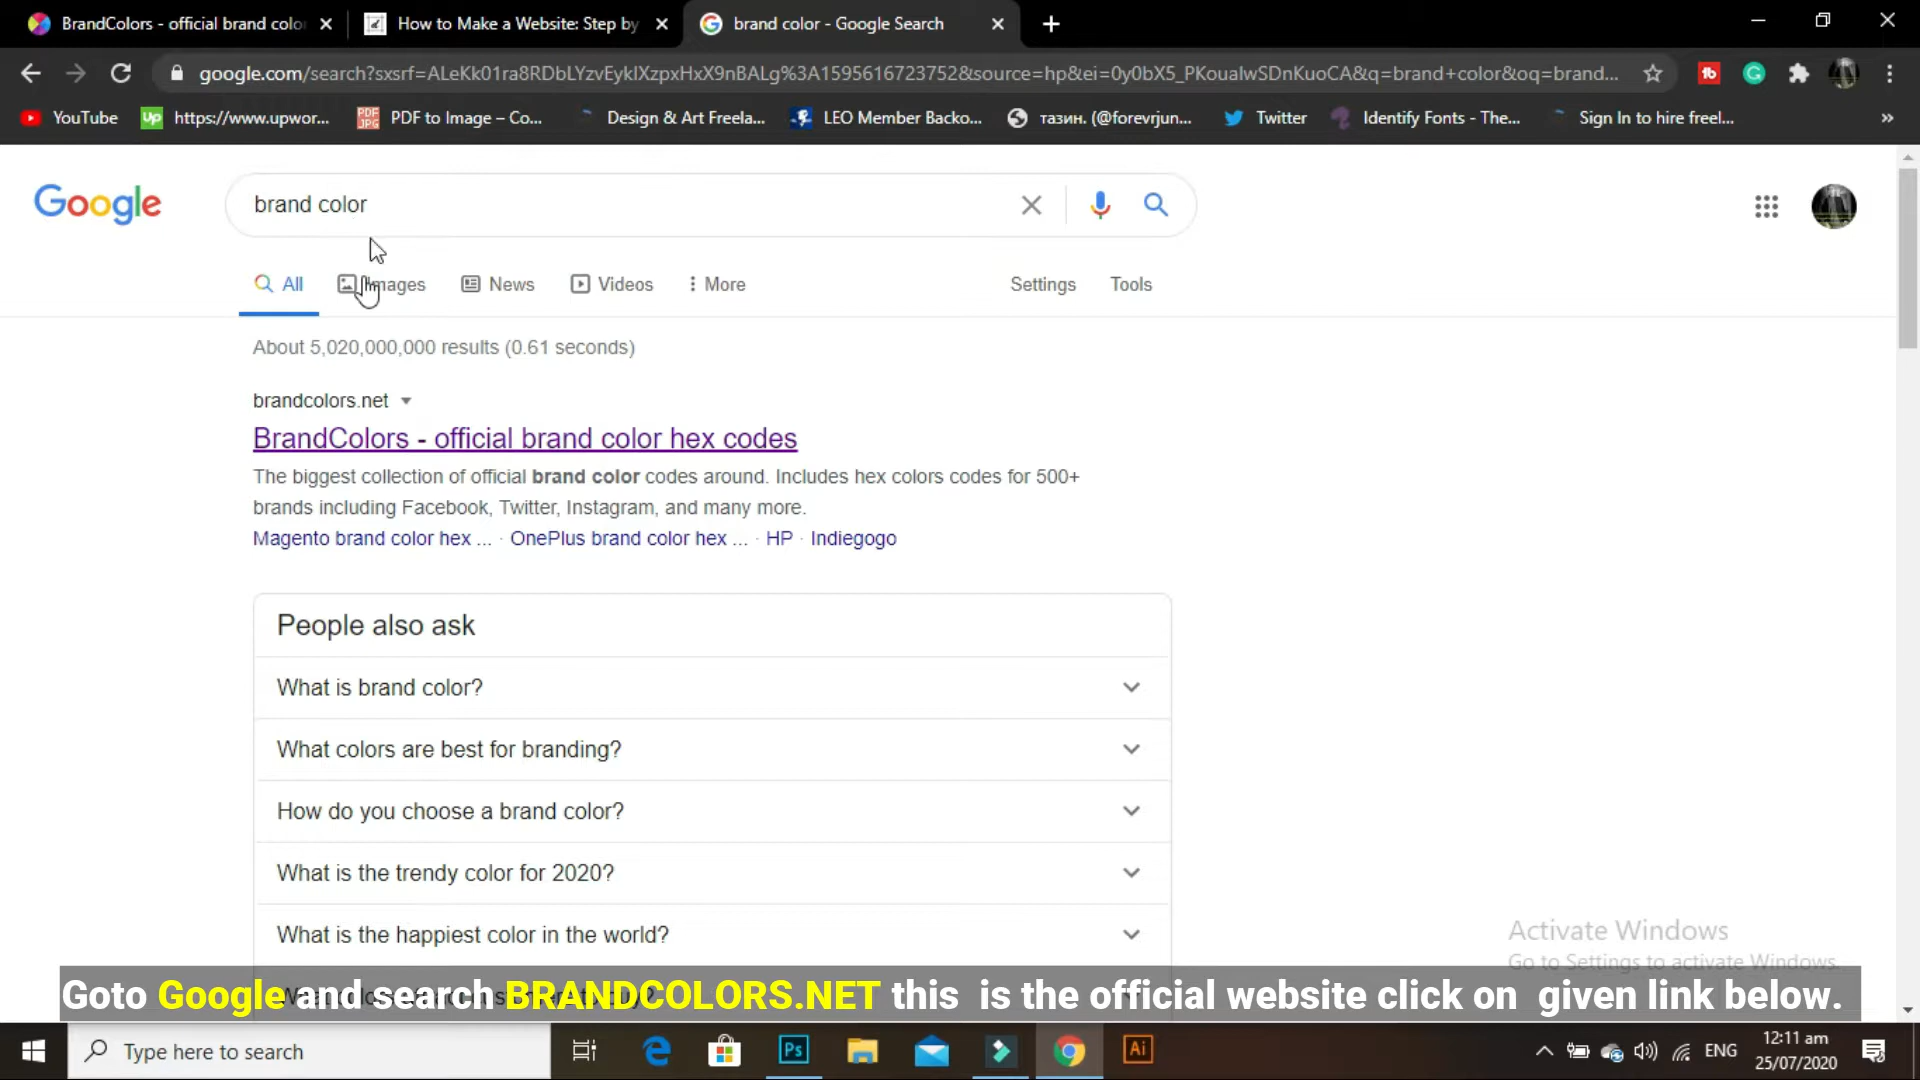 BrandColors - official brand colo
How to Make a Website: Step by
brand color - Google Search
google.com/search?sxsrf=ALeKk01ra8RDbLYzvEyklXzpxHxX9nBALg%3A1595616723752&source=hp&ei=0y0bX5_PKoualwSDnKuoCA&q=brand+color&oq=brand...
YouTube
https://www.upwor...
PDF to Image – Co...
Design & Art Freela...
LEO Member Backo...
тазин. (@forevrjun...
Twitter
Identify Fonts - The...
Sign In to hire freel...
»
Google
brand color
All
Images
News
Videos
More
Settings
Tools
About 5,020,000,000 results (0.61 seconds)
brandcolors.net
BrandColors - official brand color hex codes
The biggest collection of official brand color codes around. Includes hex colors codes for 500+
brands including Facebook, Twitter, Instagram, and many more.
Magento brand color hex ... · OnePlus brand color hex ... · HP · Indiegogo
People also ask
What is brand color?
What colors are best for branding?
How do you choose a brand color?
What is the trendy color for 2020?
What is the happiest color in the world?
Activate Windows
Go to Settings to activate Windows.
Goto Google and search BRANDCOLORS.NET this is the official website click on given link below.
Type here to search
Ps
Ai
ENG
12:11 am
25/07/2020